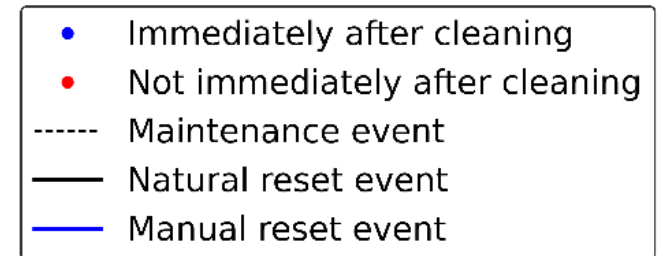 Immediately after cleaning
Not immediately after cleaning
Maintenance event
Natural reset event
Manual reset event